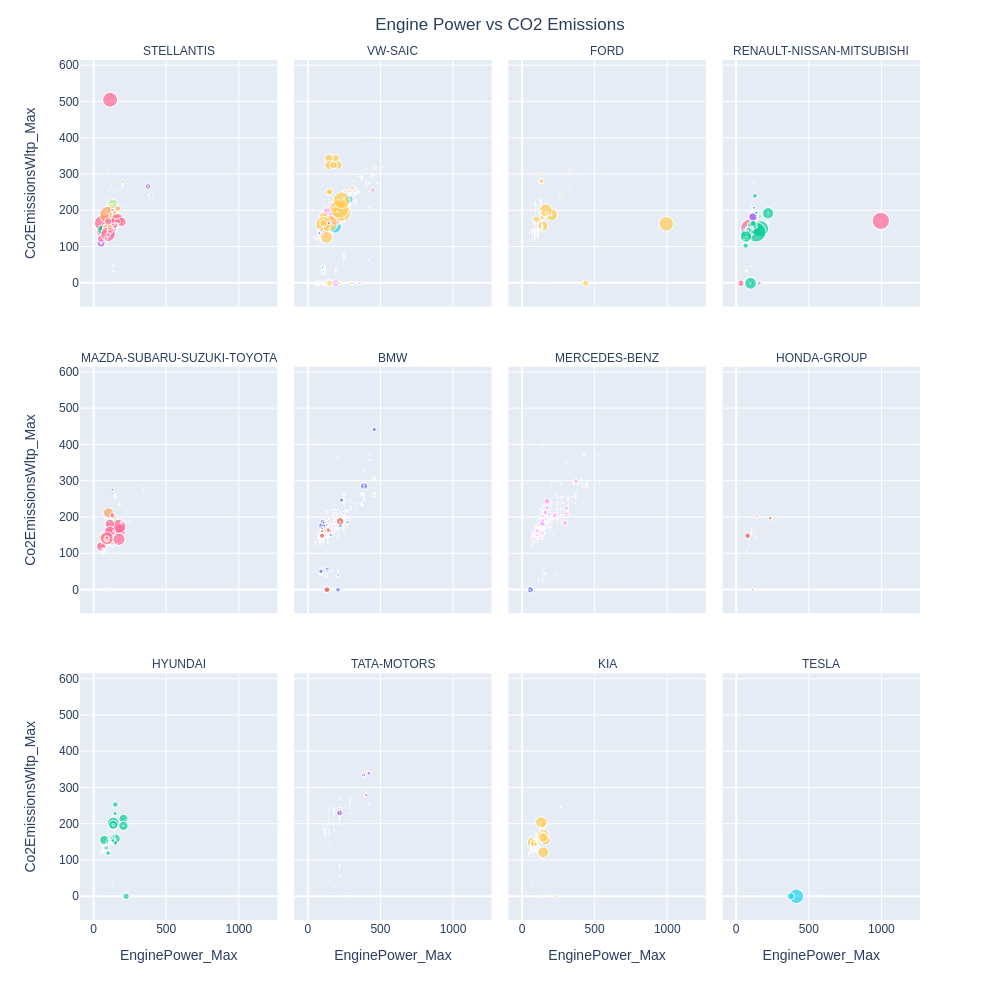 Engine Power vs CO2 Emissions
STELLANTIS
VW-SAIC
FORD
RENAULT-NISSAN-MITSUBISHI
Co2EmissionsWltp_Max
600
500
400
300
200
100
0
MAZDA-SUBARU-SUZUKI-TOYOTA
BMW
MERCEDES-BENZ
HONDA-GROUP
Co2EmissionsWltp_Max
600
500
400
300
200
100
0
HYUNDAI
TATA-MOTORS
KIA
TESLA
Co2EmissionsWltp_Max
600
500
400
300
200
100
0
0 500 1000
0 500 1000
0 500 1000
0 500 1000
EnginePower_Max
EnginePower_Max
EnginePower_Max
EnginePower_Max